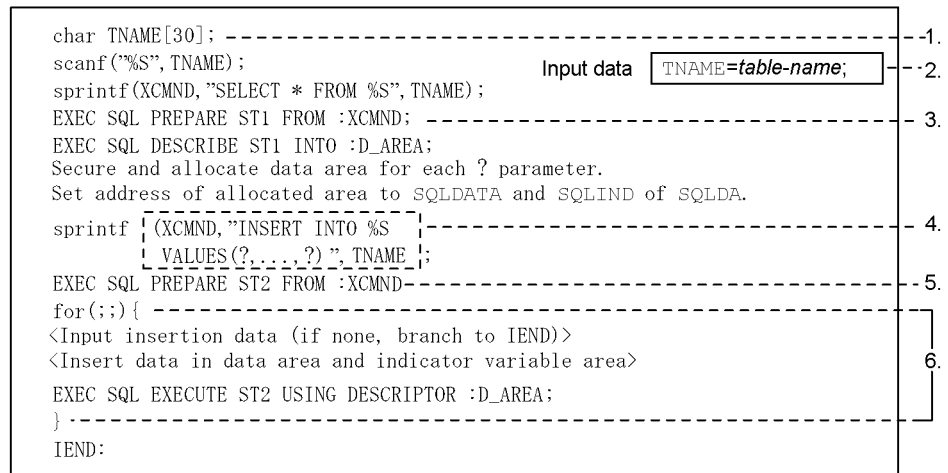 char TNAME[30]; 1.
scanf(”%S”,TNAME);
Input data TNAME=table-name; 2.
sprintf(XCMND,”SELECT * FROM %S”,TNAME);
EXEC SQL PREPARE ST1 FROM :XCMND; 3.
EXEC SQL DESCRIBE ST1 INTO :D_AREA;
Secure and allocate data area for each ? parameter.
Set address of allocated area to SQLDATA and SQLIND of SQLDA.
sprintf (XCMND,”INSERT INTO %S 4.
VALUES(?,...,?)”,TNAME ;
EXEC SQL PREPARE ST2 FROM :XCMND 5.
for(;;){
<Input insertion data (if none, branch to IEND)>
<Insert data in data area and indicator variable area> 6.
EXEC SQL EXECUTE ST2 USING DESCRIPTOR :D_AREA;
}
IEND: